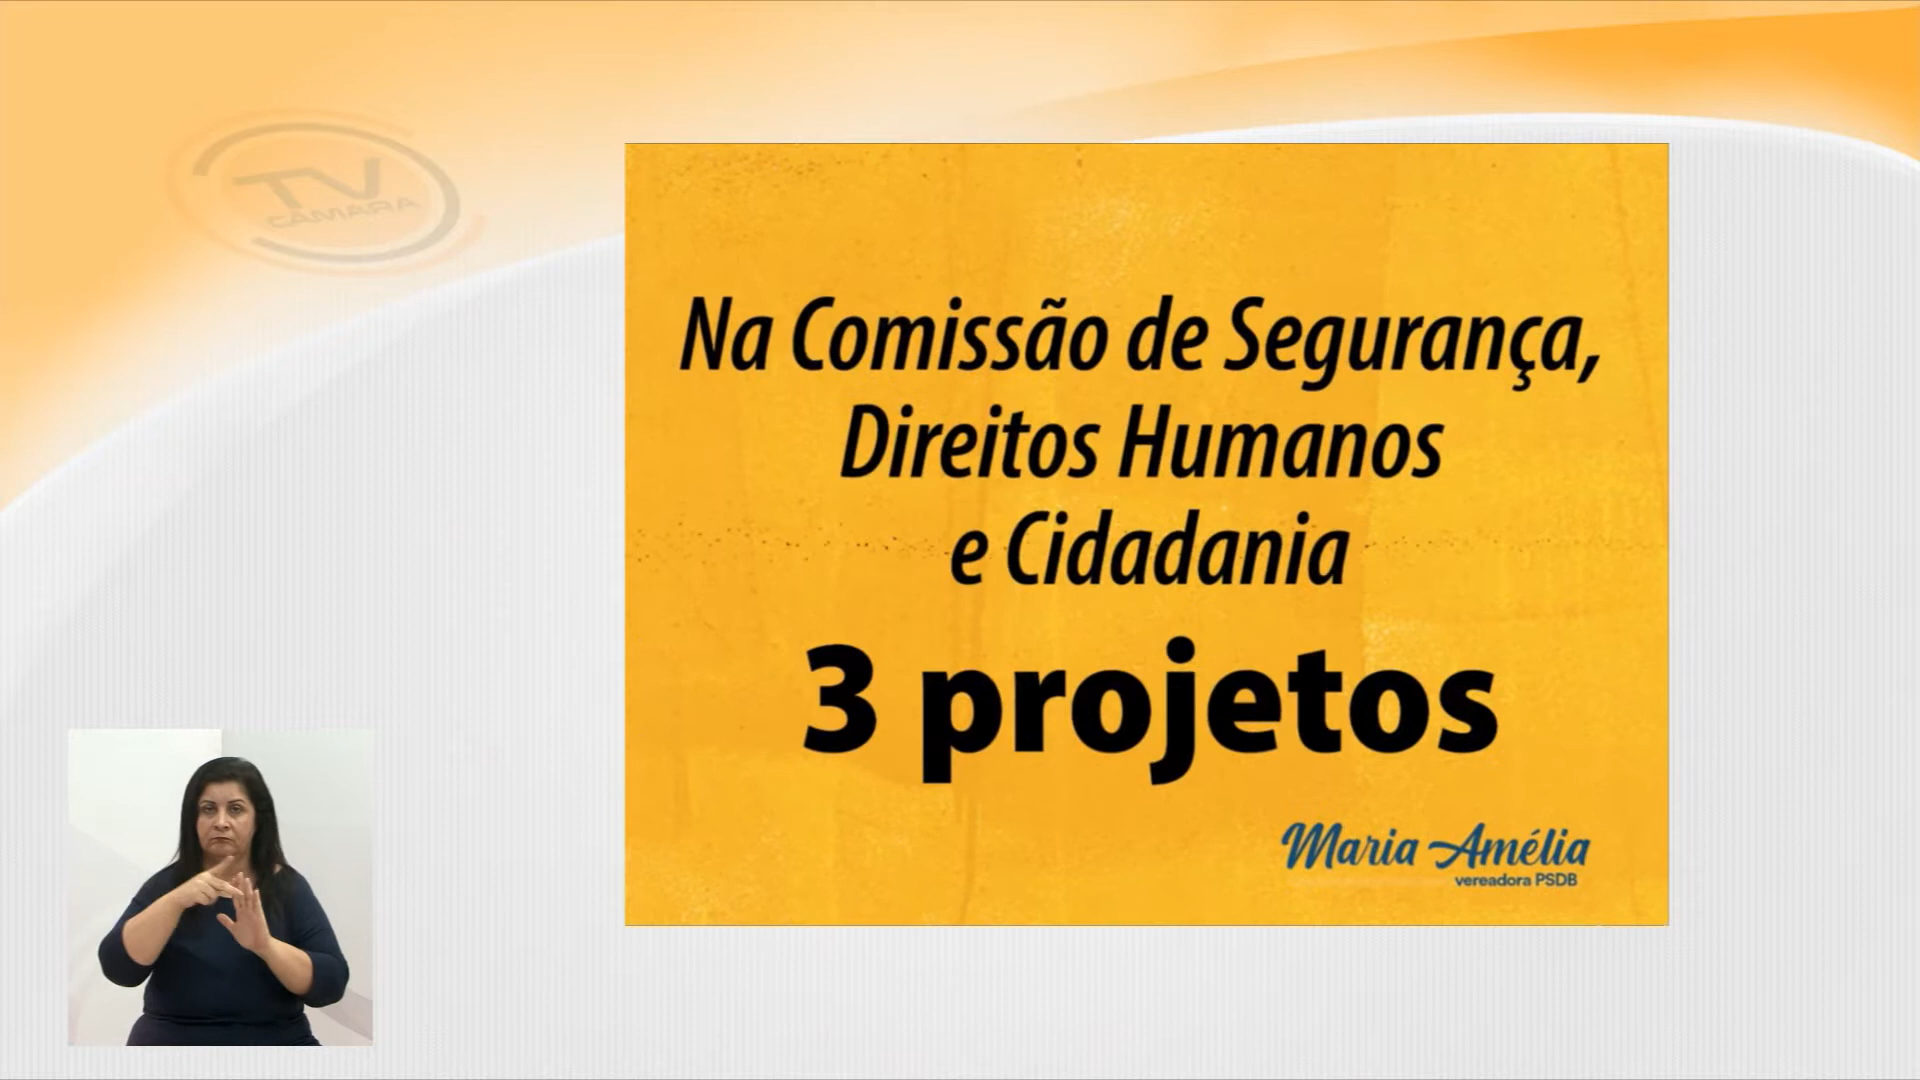 TV
CÂMARA
Na Comissão de Segurança,
Direitos Humanos
e Cidadania
3 projetos
Maria Amélia
vereadora PSDB